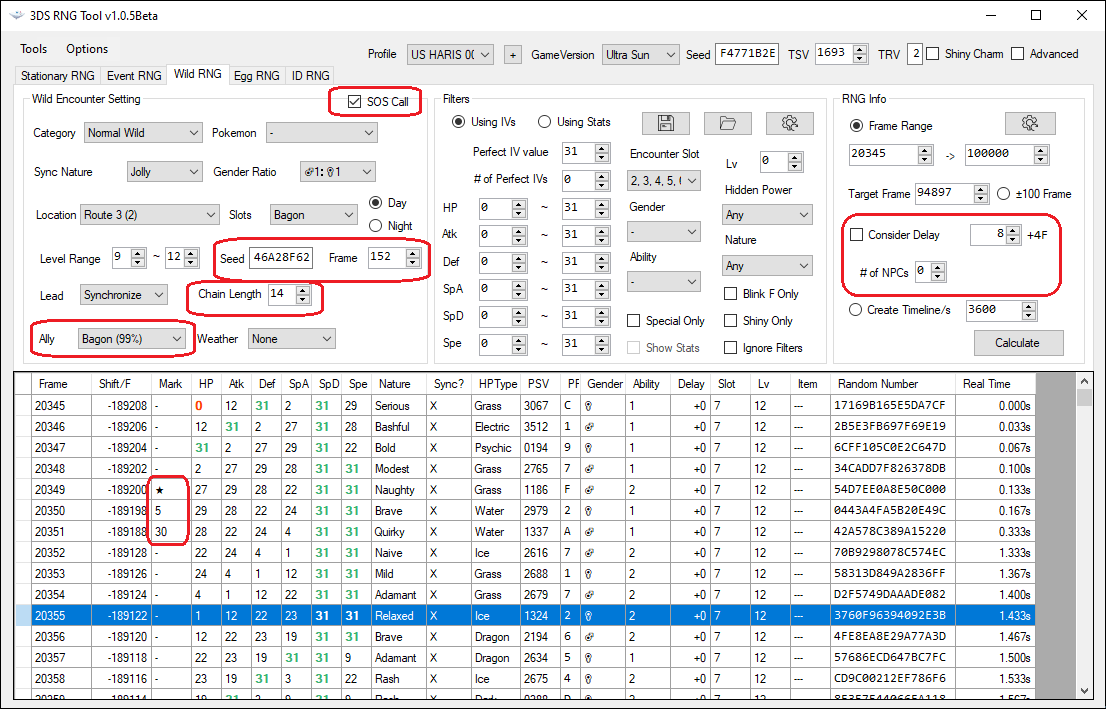 3DS RNG Tool v1.0.5Beta
Tools Options
Profile US HARIS 00 + GameVersion Ultra Sun Seed F4771B2E TSV 1693 TRV 2 Shiny Charm Advanced
Stationary RNG Event RNG Wild RNG Egg RNG ID RNG
Wild Encounter Setting
SOS Call
Category Normal Wild Pokemon -
Sync Nature Jolly Gender Ratio ♂1: ♀1
Location Route 3 (2) Slots Bagon
Day
Night
Level Range 9 ~ 12 Seed 46A28F62 Frame 152
Lead Synchronize Chain Length 14
Ally Bagon (99%) Weather None
Filters
Using IVs Using Stats
Perfect IV value 31
# of Perfect IVs 0
HP 0 ~ 31
Atk 0 ~ 31
Def 0 ~ 31
SpA 0 ~ 31
SpD 0 ~ 31
Spe 0 ~ 31
Encounter Slot
2, 3, 4, 5,
Gender
-
Ability
-
Special Only
Show Stats
Lv 0
Hidden Power
Any
Nature
Any
Blink F Only
Shiny Only
Ignore Filters
RNG Info
Frame Range
20345 -> 100000
Target Frame 94897 ±100 Frame
Consider Delay 8 +4F
# of NPCs 0
Create Timeline/s 3600
Calculate
Frame Shift/F Mark HP Atk Def SpA SpD Spe Nature Sync? HPType PSV Gender Ability Delay Slot Lv Item Random Number Real Time
20345 -189208 - 0 12 31 2 31 29 Serious X Grass 3067 C ♀ 1 +0 7 12 --- 17169B165E5DA7CF 0.000s
20346 -189206 - 12 31 2 27 31 28 Bashful X Electric 3512 1 ♂ 1 +0 7 12 --- 2B5E3FB697F69E19 0.033s
20347 -189204 - 31 2 27 29 31 22 Bold X Psychic 0194 9 ♀ 1 +0 7 12 --- 6CFF105C0E2C647D 0.067s
20348 -189202 - 2 27 29 28 31 31 Modest X Grass 2765 7 ♂ 1 +0 7 12 --- 34CADD7F826378DB 0.100s
20349 -189200 ★ 27 29 28 22 31 31 Naughty X Grass 1186 F ♂ 1 +0 7 12 --- 54D7EE0A8E50C000 0.133s
20350 -189198 5 29 28 22 24 31 31 Brave X Water 2979 2 ♀ 1 +0 7 12 --- 0443A4FA5B20E49C 0.167s
20351 -189188 30 28 22 24 4 31 31 Quirky X Water 1337 A ♂ 1 +0 7 12 --- 42A578C389A15220 0.333s
20352 -189128 - 22 24 4 1 31 31 Naive X Ice 2616 7 ♂ 2 +0 7 12 --- 70B9298078C574EC 1.333s
20353 -189126 - 24 4 1 12 31 31 Mild X Grass 2688 1 ♀ 2 +0 7 12 --- 58313D849A2836FF 1.367s
20354 -189124 - 4 1 12 22 31 31 Adamant X Grass 2679 7 ♂ 2 +0 7 12 --- D2F5749DAAADE082 1.400s
20355 -189122 - 1 12 22 23 31 31 Relaxed X Ice 1324 2 ♀ 2 +0 7 12 --- 3760F96394092E3B 1.433s
20356 -189120 - 12 22 23 19 31 31 Brave X Dragon 2194 6 ♂ 2 +0 7 12 --- 4FE8EA8E29A77A3D 1.467s
20357 -189118 - 22 23 19 31 31 9 Adamant X Dragon 2634 5 ♀ 2 +0 7 12 --- 57686ECD647BC7FC 1.500s
20358 -189116 - 23 19 31 3 31 22 Rash X Ice 2675 4 ♀ 2 +0 7 12 --- CD9C00212EF786F6 1.533s